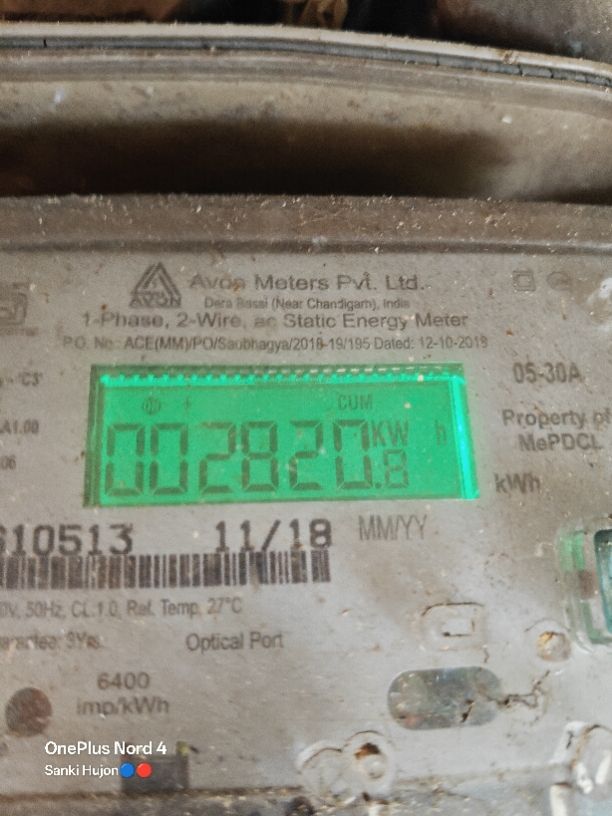 Avon Meters Pvt. Ltd.
AVON
Dera Bassi (Near Chandigarh), India
1-Phase, 2-Wire, ac Static Energy Meter
P.O. No.: ACE(MM)/PO/Saubhagya/2018-19/195 Dated: 12-10-2018
05-30A
CUM
002820.8 KW h
Property of
MePDCL
kWh
610513 11/18 MM/YY
50Hz, CL 1.0, Ref. Temp. 27°C
Optical Port
6400
imp/kWh
OnePlus Nord 4
Sanki Hujon